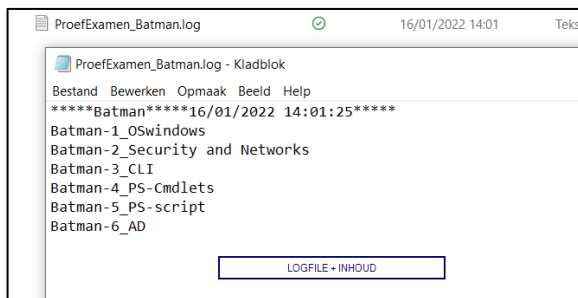 ProefExamen_Batman.log 16/01/2022 14:01 Teks
ProefExamen_Batman.log - Kladblok
Bestand Bewerken Opmaak Beeld Help
*****Batman*****16/01/2022 14:01:25*****
Batman-1_OSwindows
Batman-2_Security and Networks
Batman-3_CLI
Batman-4_PS-Cmdlets
Batman-5_PS-script
Batman-6_AD
LOGFILE + INHOUD